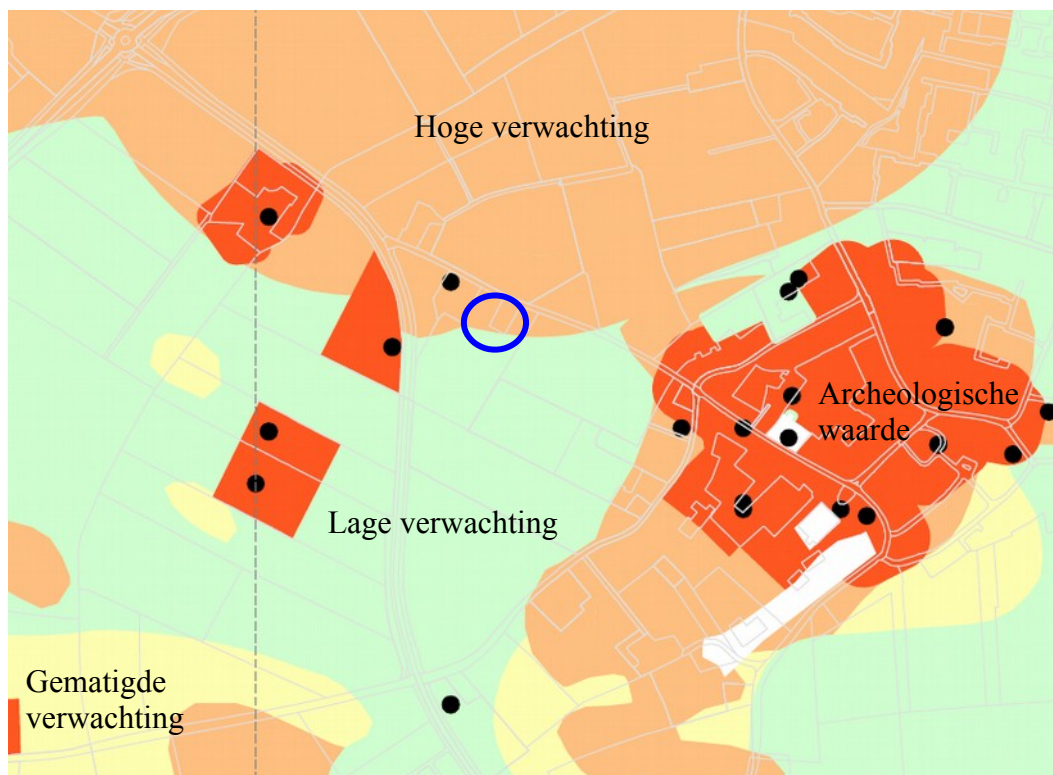 Hoge verwachting
Archeologische
waarde
Lage verwachting
Gematigde
verwachting